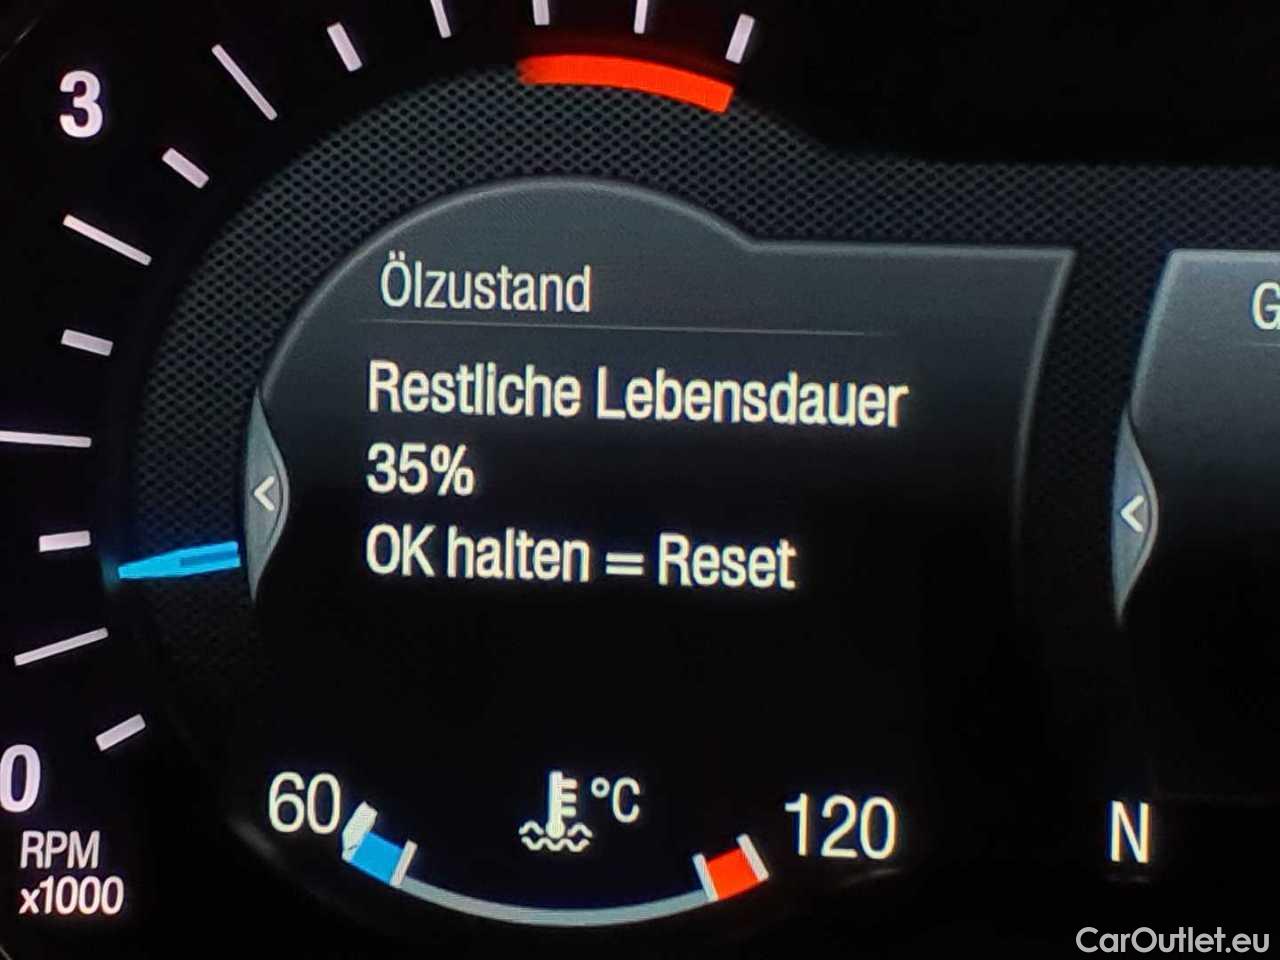 3
Ölzustand
G
Restliche Lebensdauer
35%
<
<
OK halten = Reset
0
RPM
x1000
60
°C
120
N
CarOutlet.eu